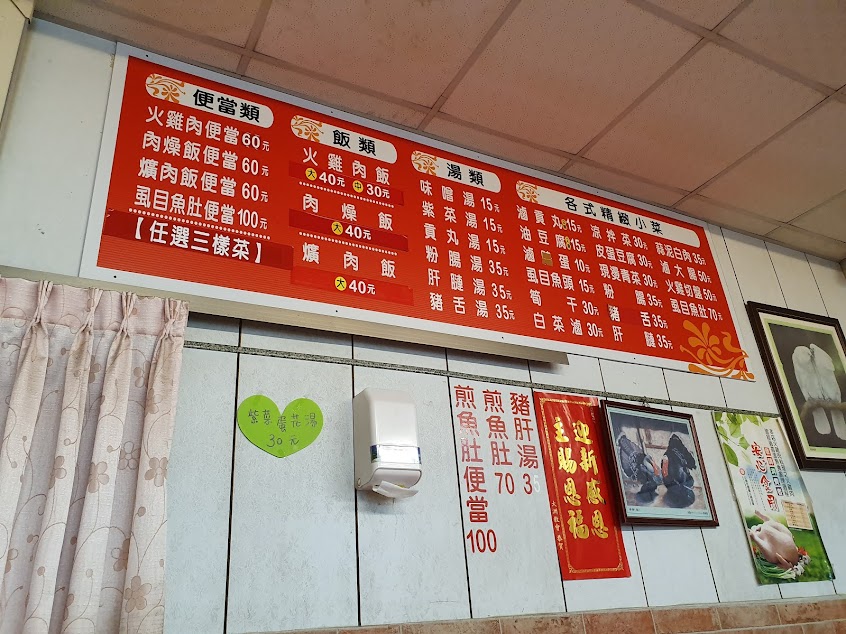 便當類
火雞肉便當60元
肉燥飯便當60元
爌肉飯便當60元
虱目魚肚便當100元
【任選三樣菜】
飯類
火雞肉飯
大40元 中30元
肉燥飯
大40元
爌肉飯
大40元
湯類
味噌湯15元
紫菜湯15元
貢丸湯15元
粉腸湯35元
肝膇湯35元
豬舌湯35元
各式精緻小菜
滷貢丸15元
油豆腐15元
滷蛋10元
虱目魚頭15元
筍干30元
白菜滷30元
涼拌菜30元
皮蛋豆腐30元
現燙青菜30元
粉腸35元
豬舌35元
肝膇35元
蒜泥白肉35元
滷大腸50元
火雞切盤50元
虱目魚肚70元
紫菜蛋花湯
30元
豬肝湯35
煎魚肚70
煎魚肚便當100
迎新感恩
主賜恩福